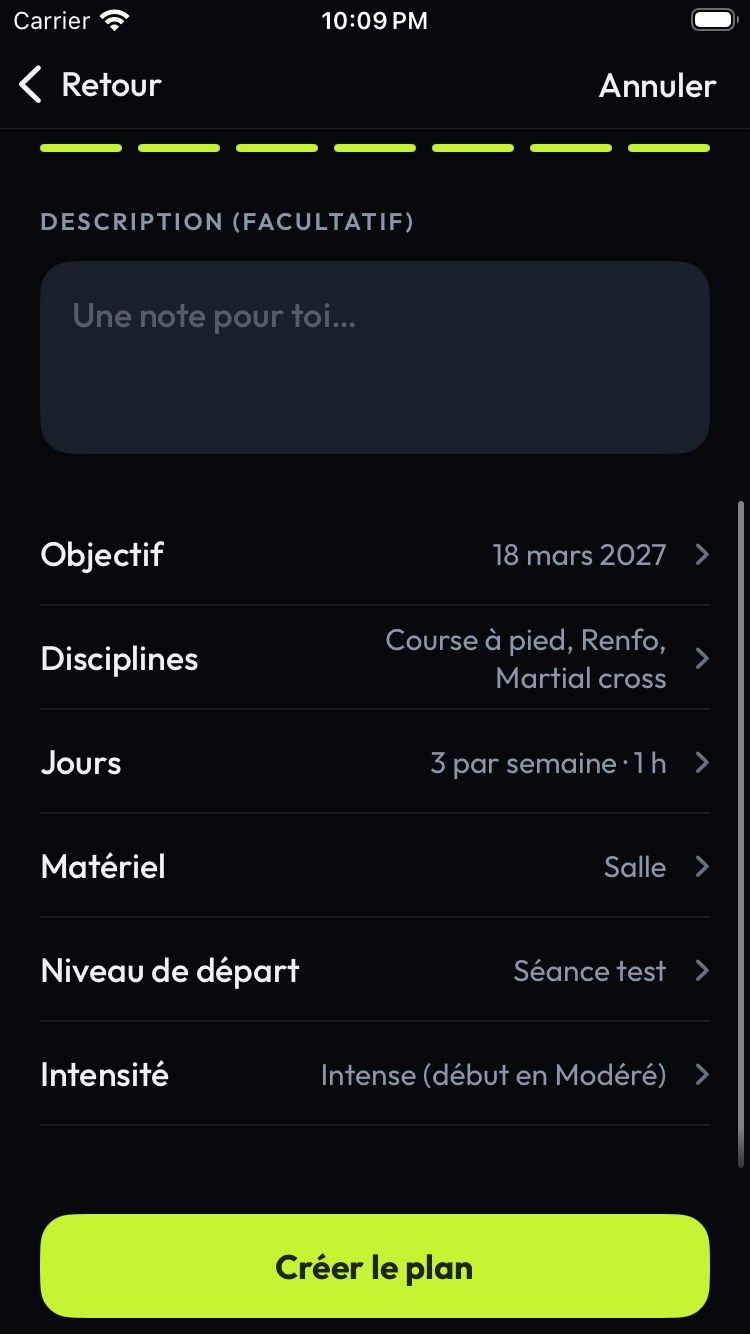 Carrier 10:09 PM
Retour Annuler
DESCRIPTION (FACULTATIF)
Une note pour toi...
Objectif 18 mars 2027
Disciplines Course à pied, Renfo,
Martial cross
Jours 3 par semaine · 1 h
Matériel Salle
Niveau de départ Séance test
Intensité Intense (début en Modéré)
Créer le plan